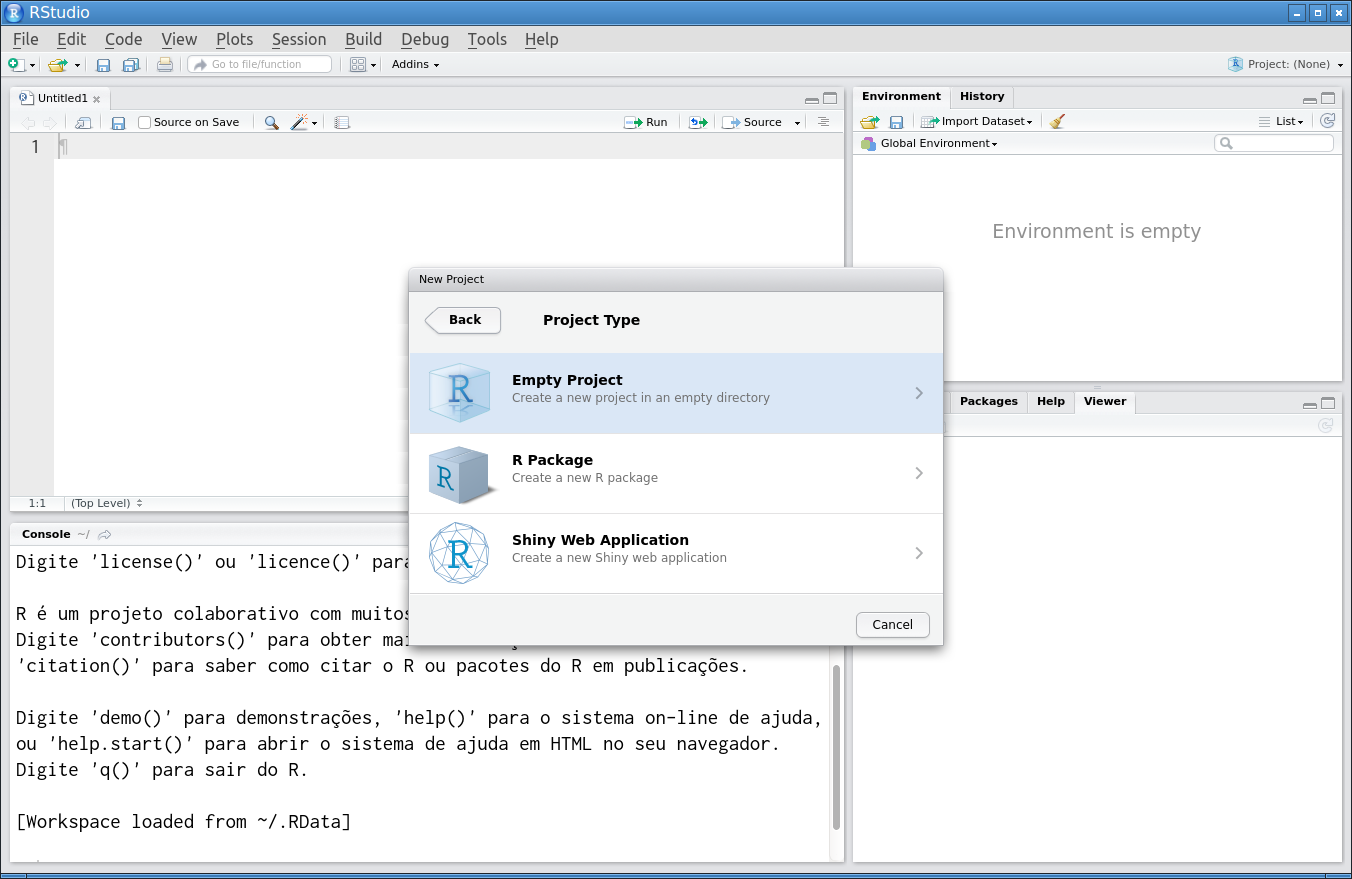 RStudio
File Edit Code View Plots Session Build Debug Tools Help
Go to file/function
Addins
Project: (None)
Untitled1
Source on Save
Run
Source
1
¶
1:1
(Top Level)
Environment History
Import Dataset
List
Global Environment
Environment is empty
Packages Help Viewer
New Project
Back
Project Type
Empty Project
Create a new project in an empty directory
R Package
Create a new R package
Shiny Web Application
Create a new Shiny web application
Cancel
Console ~/
Digite 'license()' ou 'licence()' para
R é um projeto colaborativo com muitos
Digite 'contributors()' para obter
'citation()' para saber como citar o R ou pacotes do R em publicações.
Digite 'demo()' para demonstrações, 'help()' para o sistema on-line de ajuda,
ou 'help.start()' para abrir o sistema de ajuda em HTML no seu navegador.
Digite 'q()' para sair do R.
[Workspace loaded from ~/.RData]